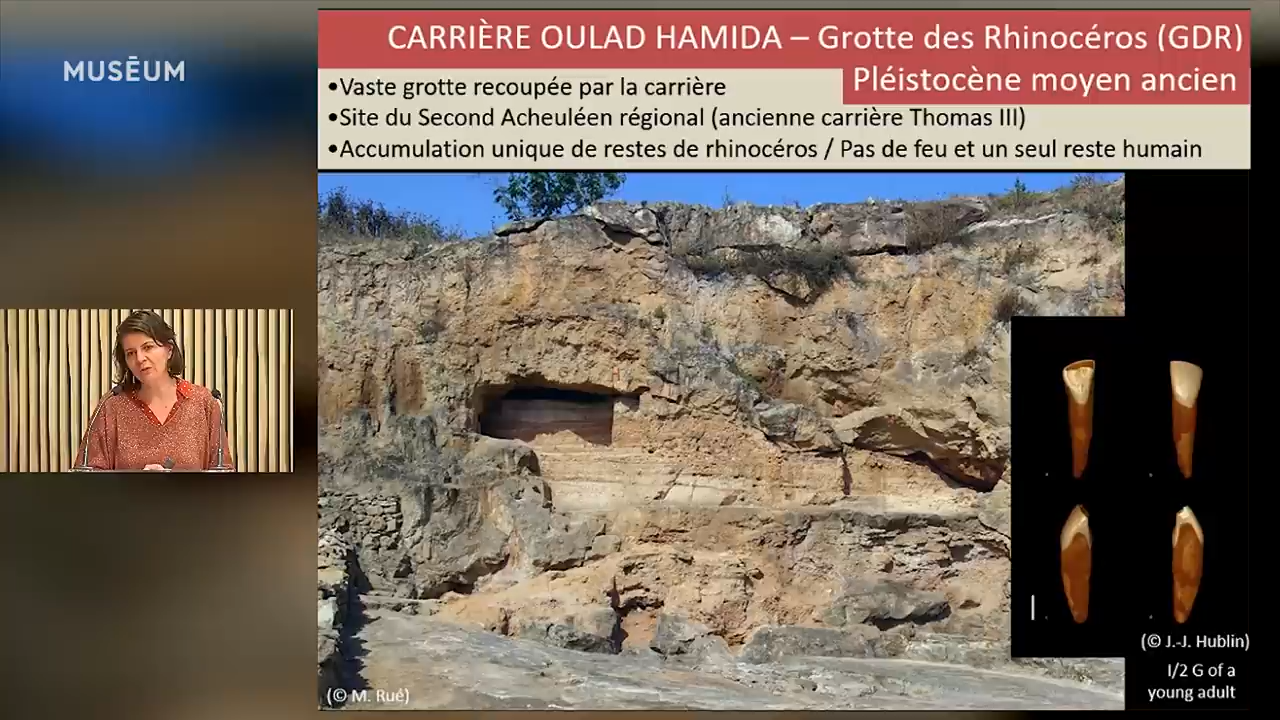 MUSĒUM
CARRIÈRE OULAD HAMIDA – Grotte des Rhinocéros (GDR)
Pléistocène moyen ancien
•Vaste grotte recoupée par la carrière
•Site du Second Acheuléen régional (ancienne carrière Thomas III)
•Accumulation unique de restes de rhinocéros / Pas de feu et un seul reste humain
(© J.-J. Hublin)
I/2 G of a
young adult
(© M. Rué)